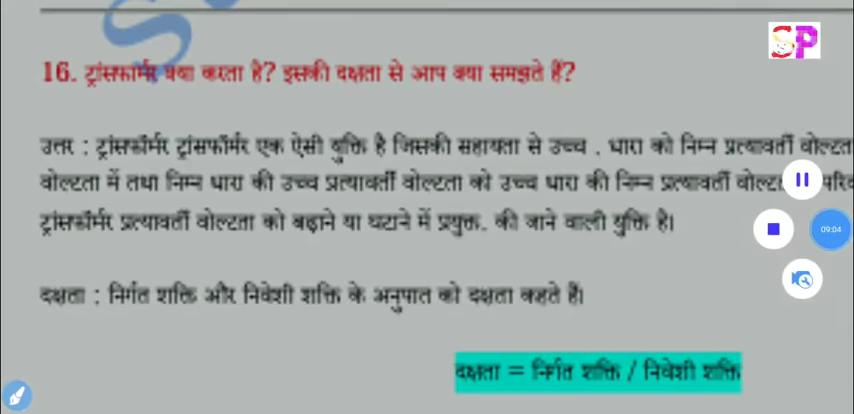 SP
16. ट्रांसफार्मर क्या करता है? इसकी दक्षता से आप क्या समझते हैं?
उत्तर : ट्रांसफॉर्मर ट्रांसफॉर्मर एक ऐसी युक्ति है जिसकी सहायता से उच्च . धारा को निम्न प्रत्यावर्ती वोल्टत
वोल्टता में तथा निम्न धारा की उच्च प्रत्यावर्ती वोल्टता को उच्च धारा की निम्न प्रत्यावर्ती
ट्रांसफॉर्मर प्रत्यावर्ती वोल्टता को बढ़ाने या घटाने में प्रयुक्त. की जाने वाली युक्ति है।
09:04
दक्षता : निर्गत शक्ति और निवेशी शक्ति के अनुपात को दक्षता कहते हैं।
दक्षता = निर्गत शक्ति / निवेशी शक्ति